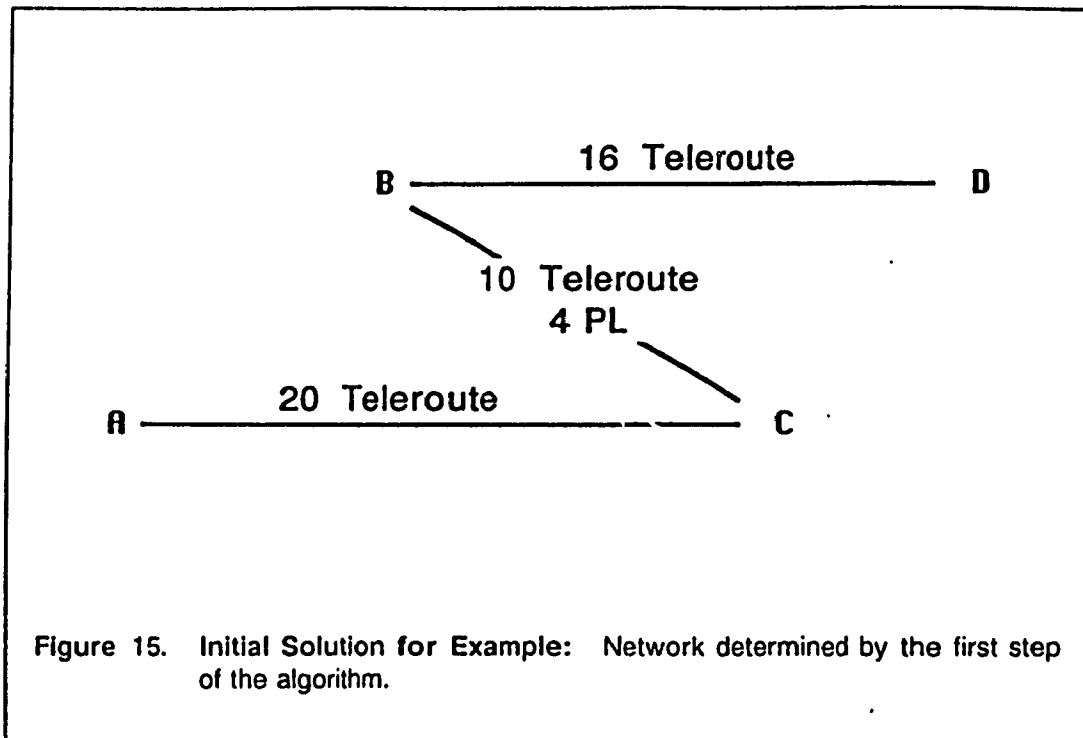 16 Teleroute
B D
10 Teleroute
4 PL
20 Teleroute
A C
Figure 15. Initial Solution for Example: Network determined by the first step
of the algorithm.